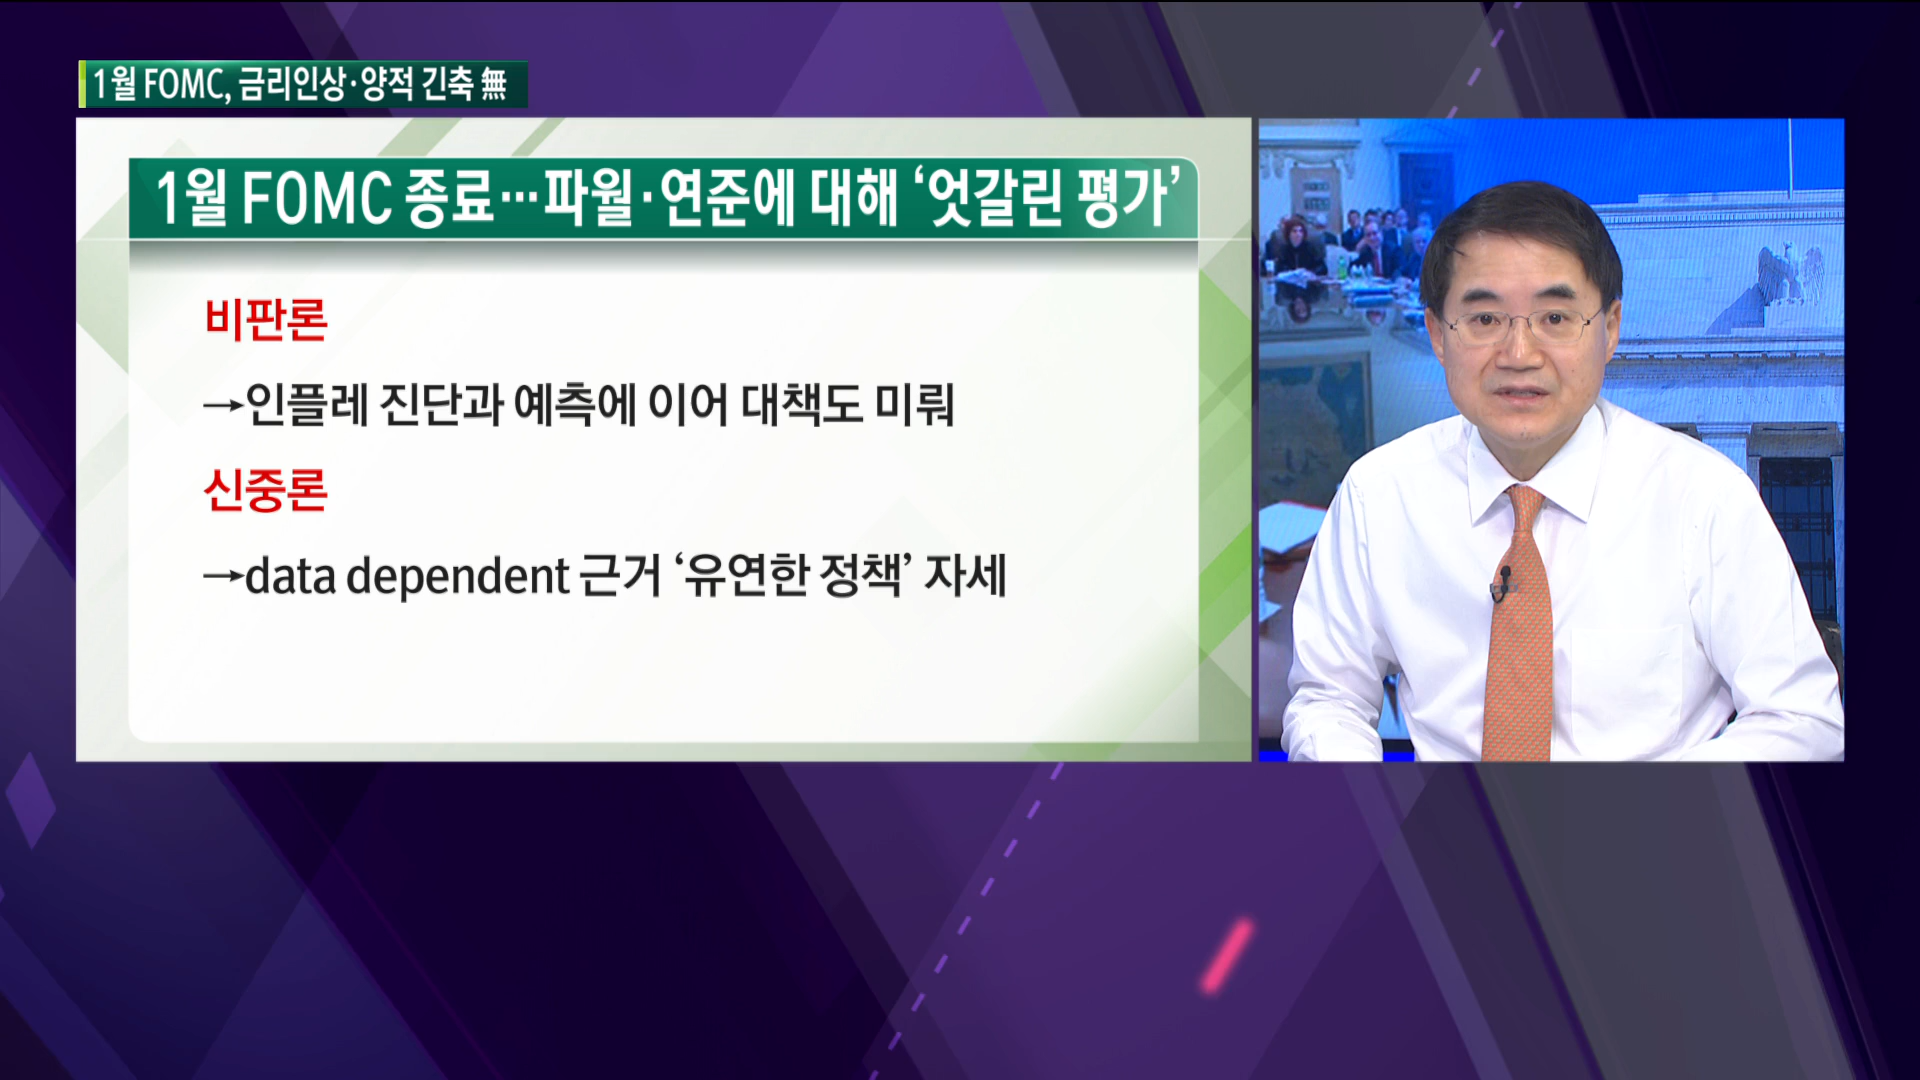 1월 FOMC, 금리인상·양적 긴축 無
1월 FOMC 종료…파월·연준에 대해 ‘엇갈린 평가’
비판론
→인플레 진단과 예측에 이어 대책도 미뤄
신중론
→data dependent 근거 ‘유연한 정책’ 자세